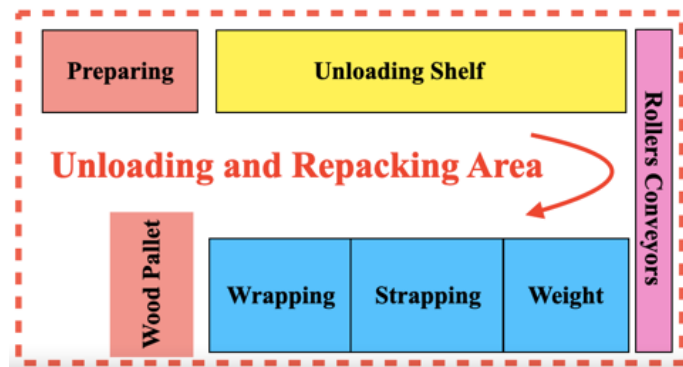 Preparing
Unloading Shelf
Rollers Conveyors
Unloading and Repacking Area
Wood Pallet
Wrapping
Strapping
Weight